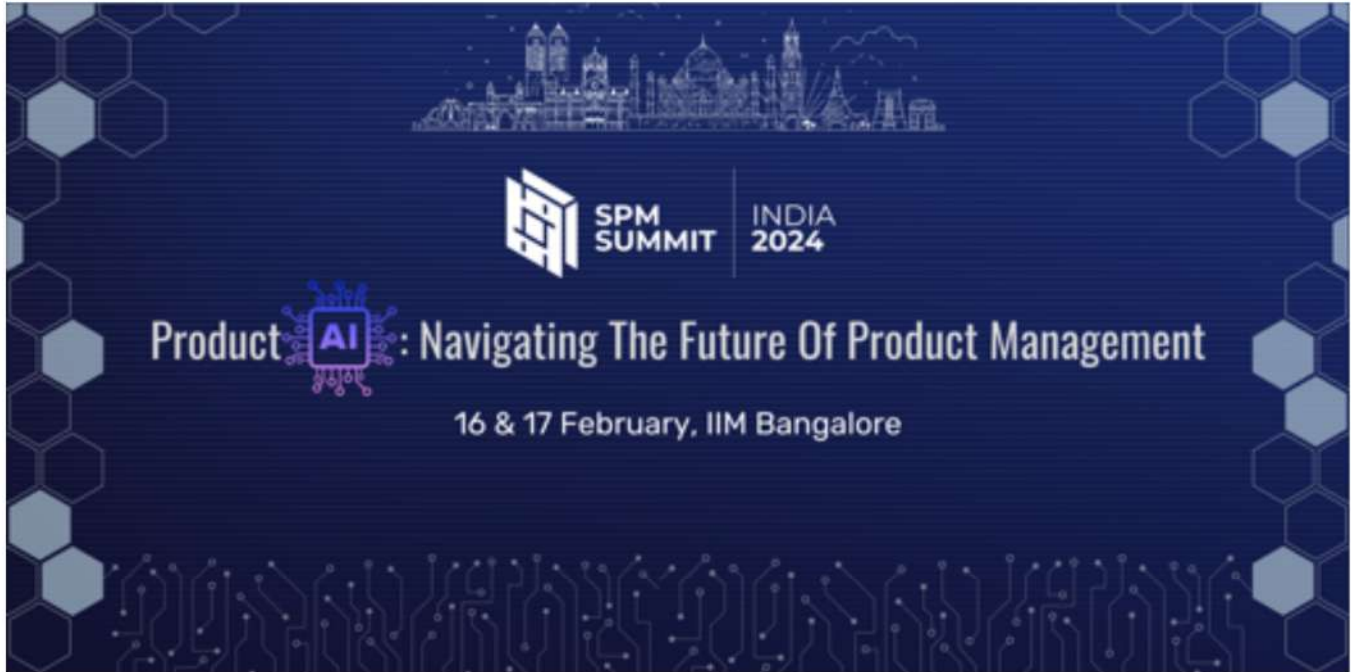 SPM
SUMMIT
INDIA
2024
Product AI : Navigating The Future Of Product Management
16 & 17 February, IIM Bangalore